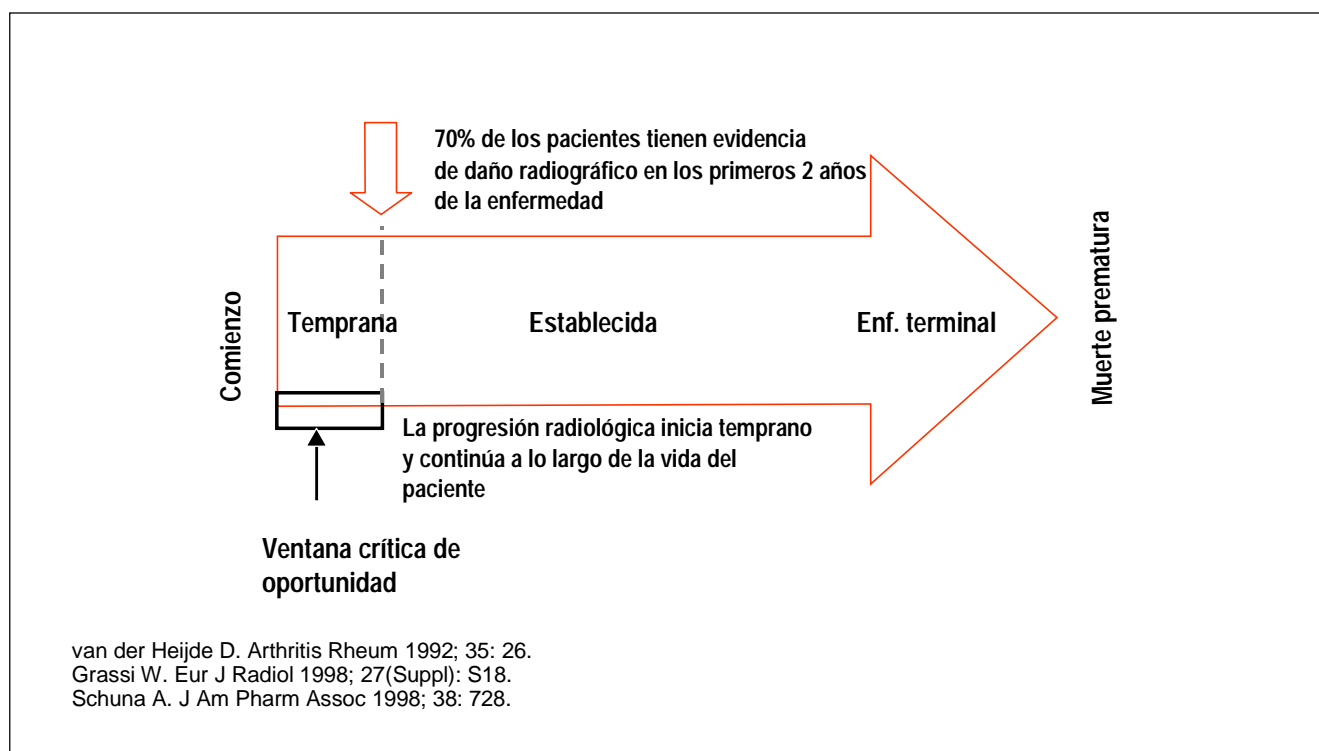 70% de los pacientes tienen evidencia
de daño radiográfico en los primeros 2 años
de la enfermedad
Comienzo
Temprana
Establecida
Enf. terminal
Muerte prematura
La progresión radiológica inicia temprano
y continúa a lo largo de la vida del
paciente
Ventana crítica de
oportunidad
van der Heijde D. Arthritis Rheum 1992; 35: 26.
Grassi W. Eur J Radiol 1998; 27(Suppl): S18.
Schuna A. J Am Pharm Assoc 1998; 38: 728.